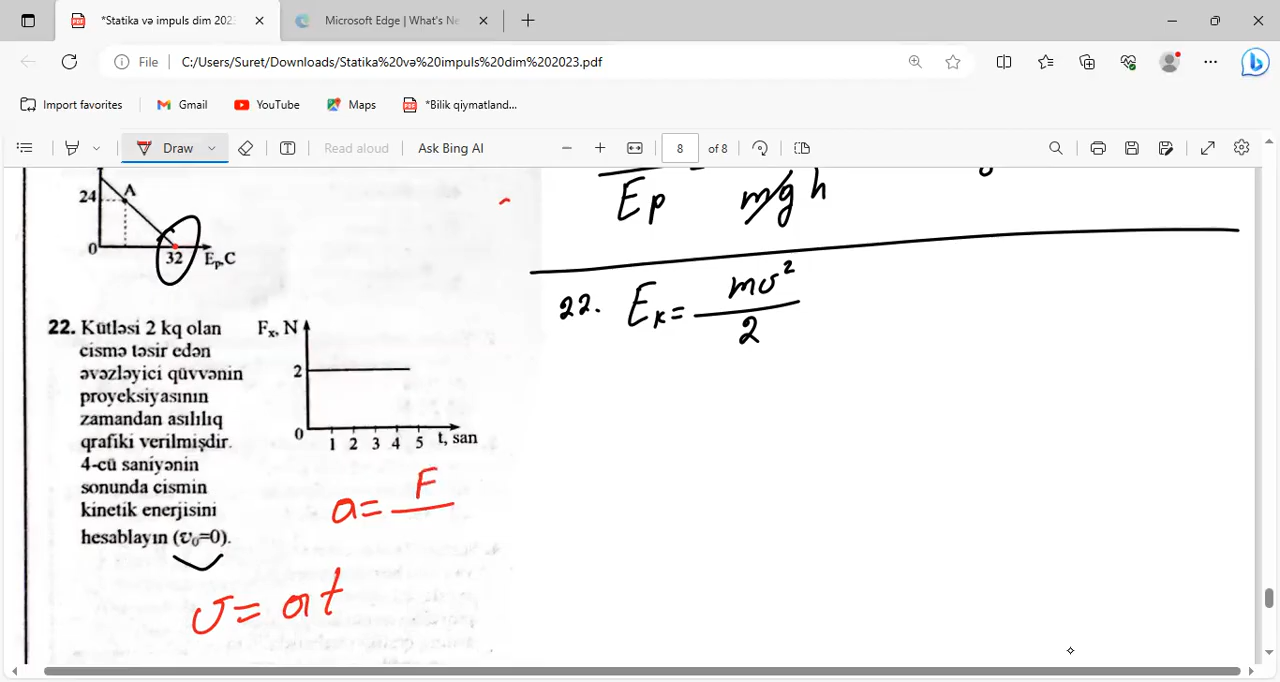 *Statika və impuls dim 202
Microsoft Edge | What's Ne
File
C:/Users/Suret/Downloads/Statika%20və%20impuls%20dim%202023.pdf
Import favorites
Gmail
YouTube
Maps
*Bilik qiymatland...
Draw
Read aloud
Ask Bing AI
8 of 8
24
A
0
32
Eₚ,C
Ep
mg h
22. Kütləsi 2 kq olan
cismə təsir edən
əvəzləyici qüvvənin
proyeksiyasının
zamandan asılılıq
qrafiki verilmişdir.
4-cü saniyənin
sonunda cismin
kinetik enerjisini
hesablayın (υ₀=0).
Fₓ, N
2
0
1 2 3 4 5 t, san
a= F
υ= at
22. Eк= mυ²
2